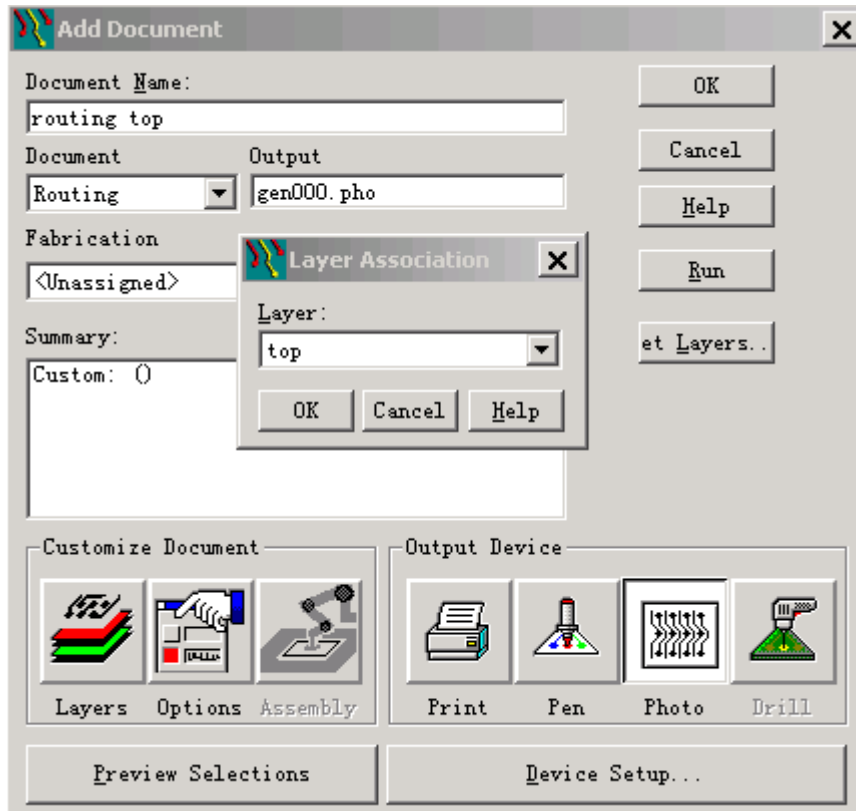 Add Document
Document Name:
routing top
OK
Document
Output
Cancel
Routing
gen000.pho
Help
Fabrication
<Unassigned>
Layer Association
Run
Layer:
top
Summary:
et Layers..
Custom: ()
OK
Cancel
Help
Customize Document
Output Device
Layers
Options
Assembly
Print
Pen
Photo
Drill
Preview Selections
Device Setup...